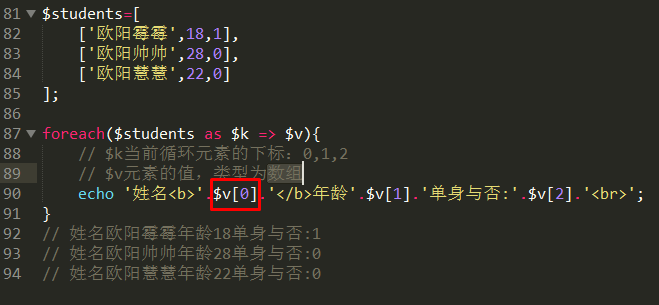 81 $students=[
82 ['欧阳霉霉',18,1],
83 ['欧阳帅帅',28,0],
84 ['欧阳慧慧',22,0]
85 ];
86
87 foreach($students as $k => $v){
88 // $k当前循环元素的下标：0,1,2
89 // $v元素的值，类型为数组
90 echo '姓名<b>'.$v[0].'</b>年龄'.$v[1].'单身与否:'.$v[2].'<br>';
91 }
92 // 姓名欧阳霉霉年龄18单身与否:1
93 // 姓名欧阳帅帅年龄28单身与否:0
94 // 姓名欧阳慧慧年龄22单身与否:0